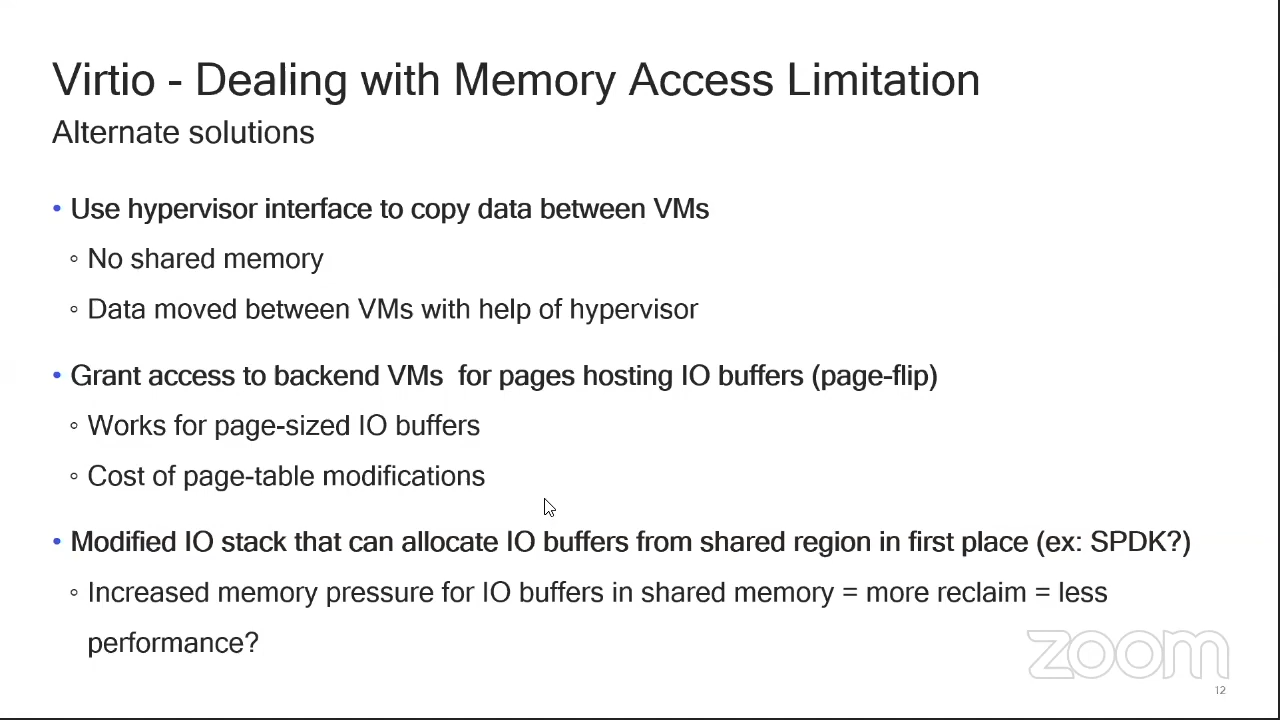 Virtio - Dealing with Memory Access Limitation
Alternate solutions
• Use hypervisor interface to copy data between VMs
◦ No shared memory
◦ Data moved between VMs with help of hypervisor
• Grant access to backend VMs  for pages hosting IO buffers (page-flip)
◦ Works for page-sized IO buffers
◦ Cost of page-table modifications
• Modified IO stack that can allocate IO buffers from shared region in first place (ex: SPDK?)
◦ Increased memory pressure for IO buffers in shared memory = more reclaim = less
performance?
zoom
12